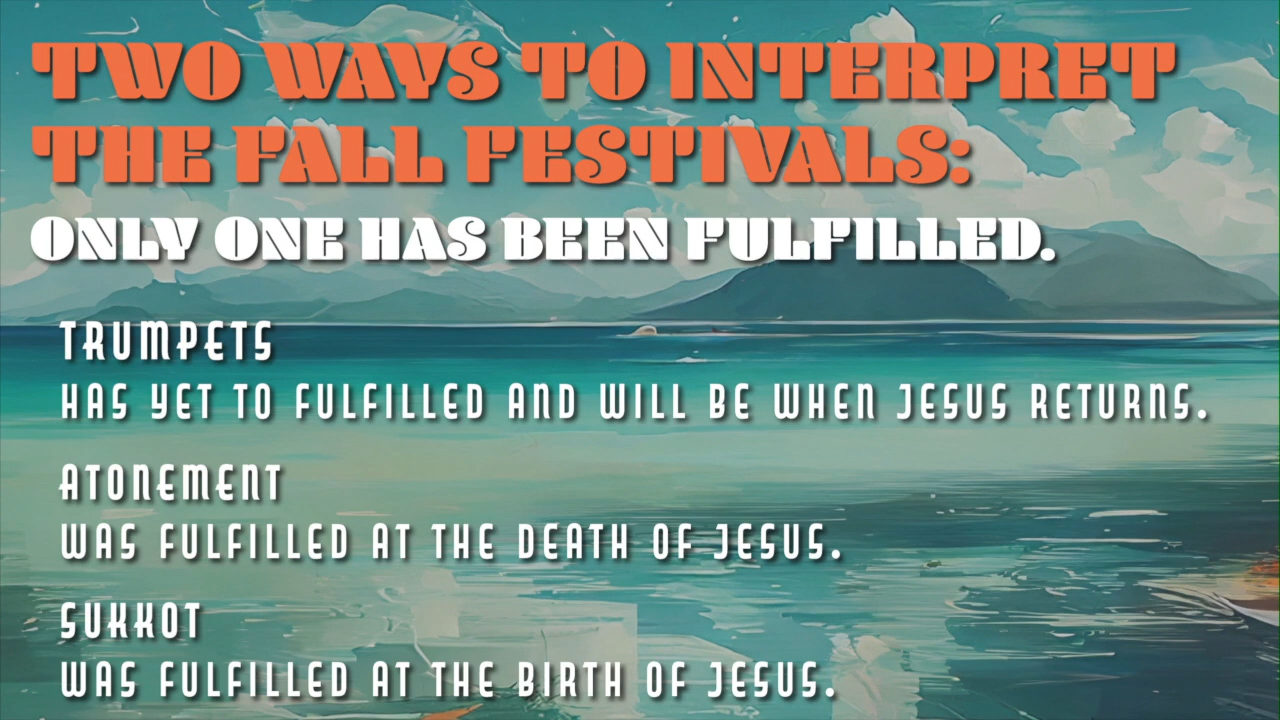 TWO WAYS TO INTERPRET
THE FALL FESTIVALS:
ONLY ONE HAS BEEN FULFILLED.
TRUMPETS
HAS YET TO FULFILLED AND WILL BE WHEN JESUS RETURNS.
ATONEMENT
WAS FULFILLED AT THE DEATH OF JESUS.
SUKKOT
WAS FULFILLED AT THE BIRTH OF JESUS.